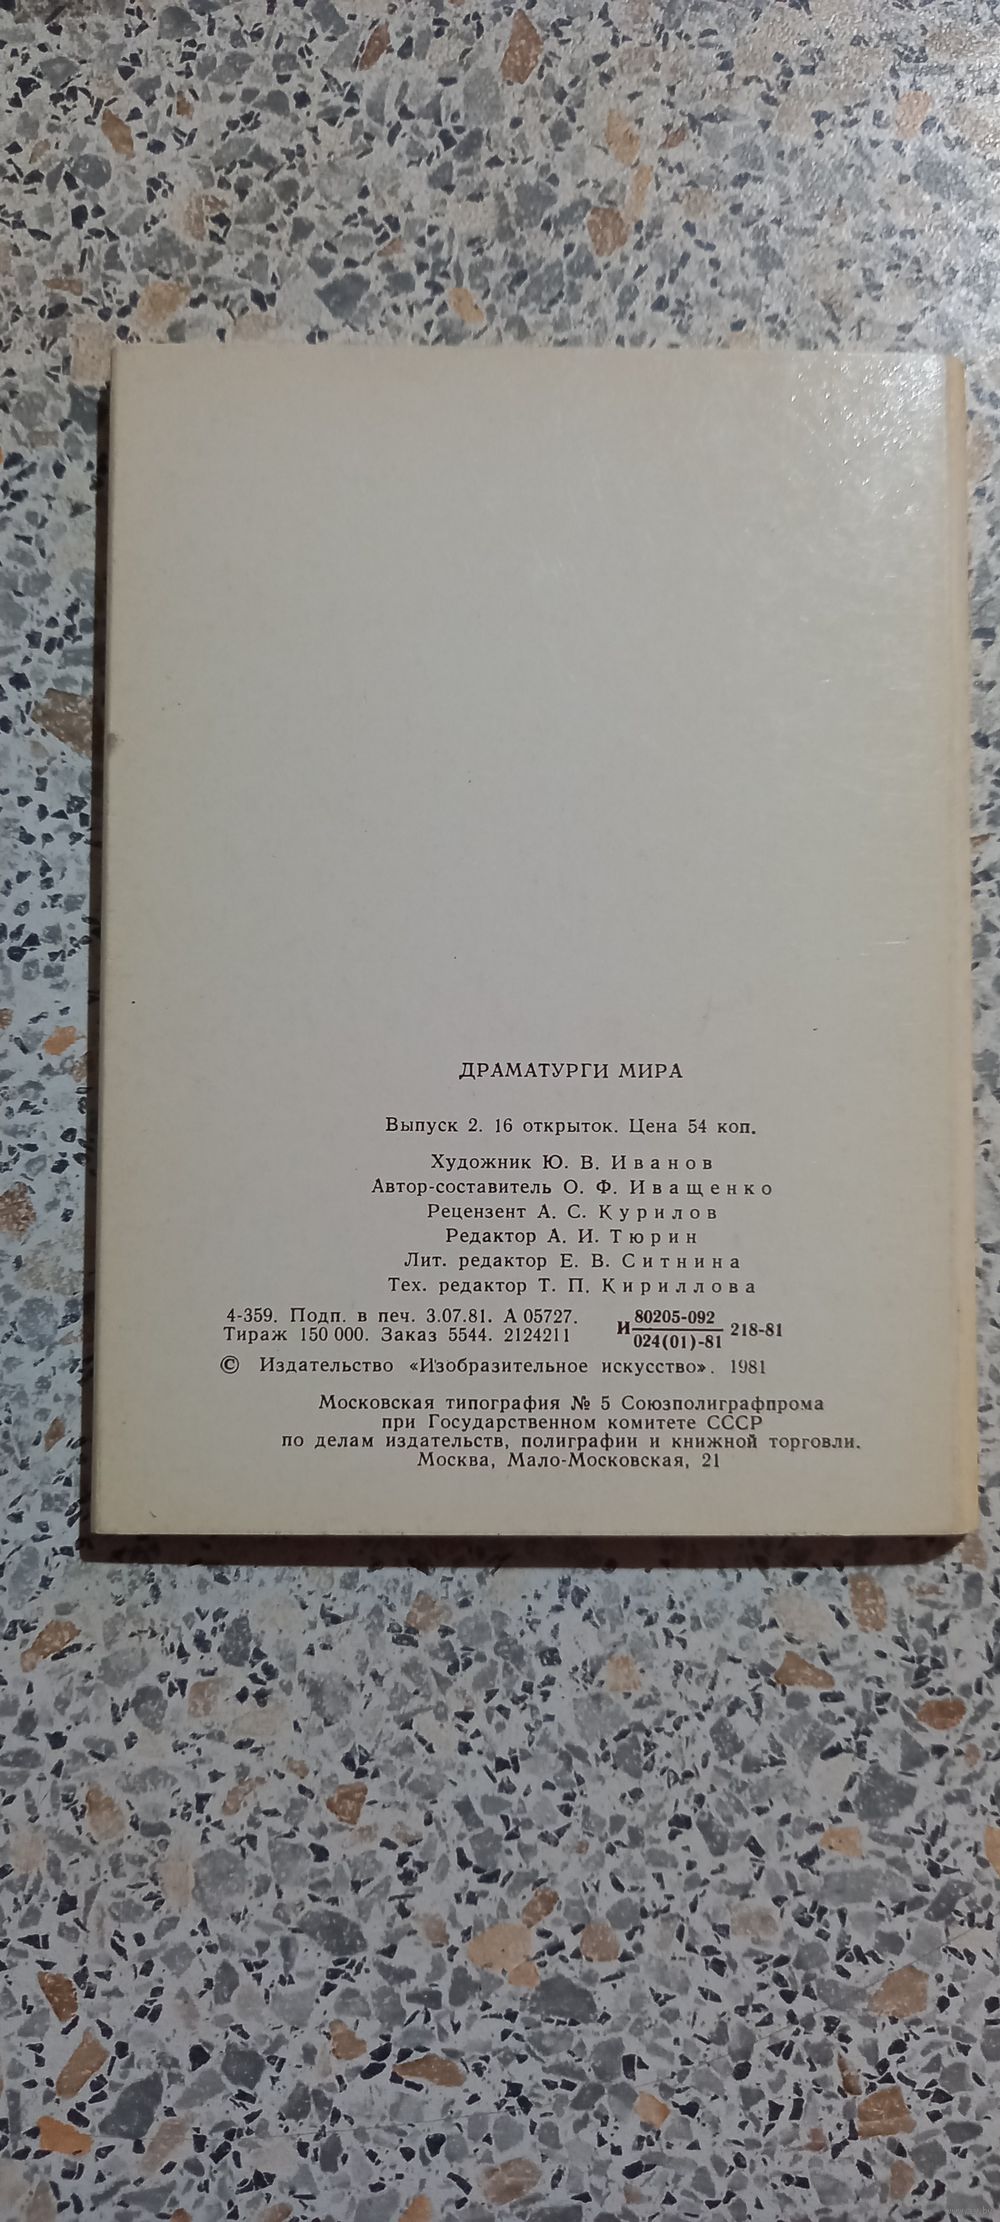 ДРАМАТУРГИ МИРА
Выпуск 2. 16 открыток. Цена 54 коп.
Художник Ю. В. Иванов
Автор-составитель О. Ф. Иващенко
Рецензент А. С. Курилов
Редактор А. И. Тюрин
Лит. редактор Е. В. Ситнина
Тех. редактор Т. П. Кириллова
4-359. Подп. в печ. 3.07.81. А 05727.
Тираж 150 000. Заказ 5544. 2124211
И 80205-092
024(01)-81 218-81
© Издательство «Изобразительное искусство». 1981
Московская типография № 5 Союзполиграфпрома
при Государственном комитете СССР
по делам издательств, полиграфии и книжной торговли.
Москва, Мало-Московская, 21